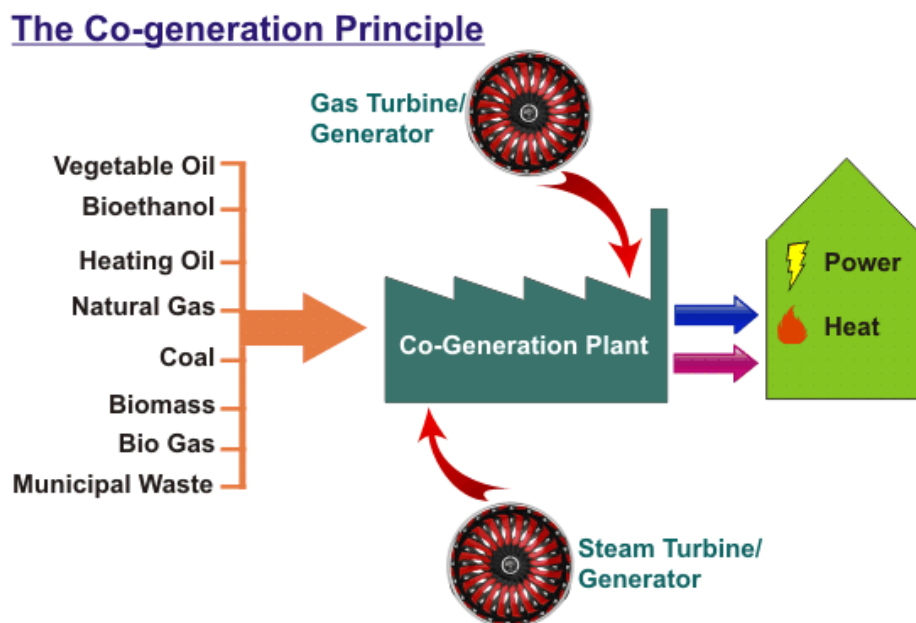 The Co-generation Principle
Gas Turbine/
Generator
Vegetable Oil
Bioethanol
Heating Oil
Natural Gas
Coal
Biomass
Bio Gas
Municipal Waste
Co-Generation Plant
Power
Heat
Steam Turbine/
Generator